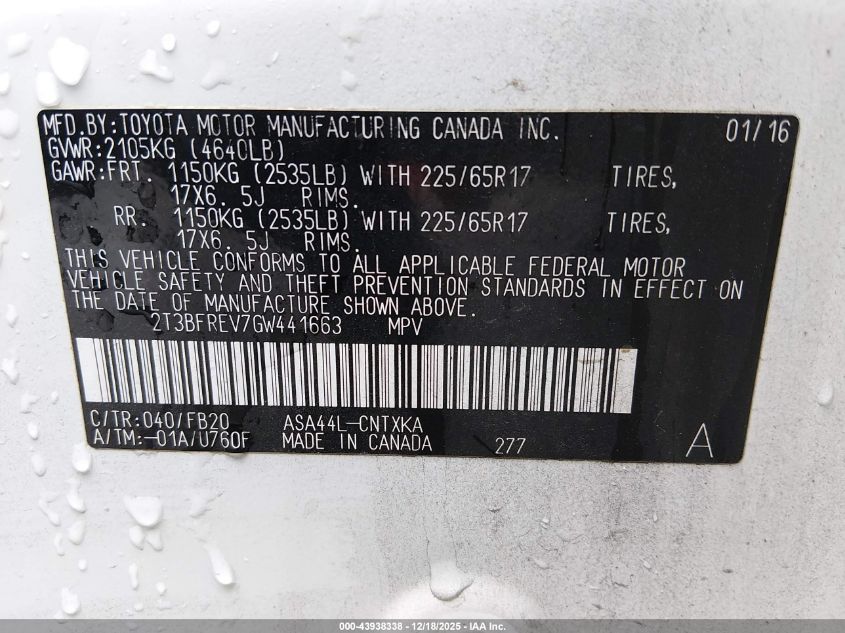 MFD.BY:TOYOTA MOTOR MANUFACTURING CANADA INC. 01/16
GVWR:2105KG (4640LB)
GAWR:FRT. 1150KG (2535LB) WITH 225/65R17 TIRES,
17X6.5J RIMS.
RR. 1150KG (2535LB) WITH 225/65R17 TIRES,
17X6.5J RIMS.
THIS VEHICLE CONFORMS TO ALL APPLICABLE FEDERAL MOTOR
VEHICLE SAFETY AND THEFT PREVENTION STANDARDS IN EFFECT ON
THE DATE OF MANUFACTURE SHOWN ABOVE.
2T3BFREV7GW441663 MPV
C/TR:040/FB20 ASA44L-CNTXKA
A/TM:-01A/U760F MADE IN CANADA 277 A
000-43938338 - 12/18/2025 - IAA Inc.